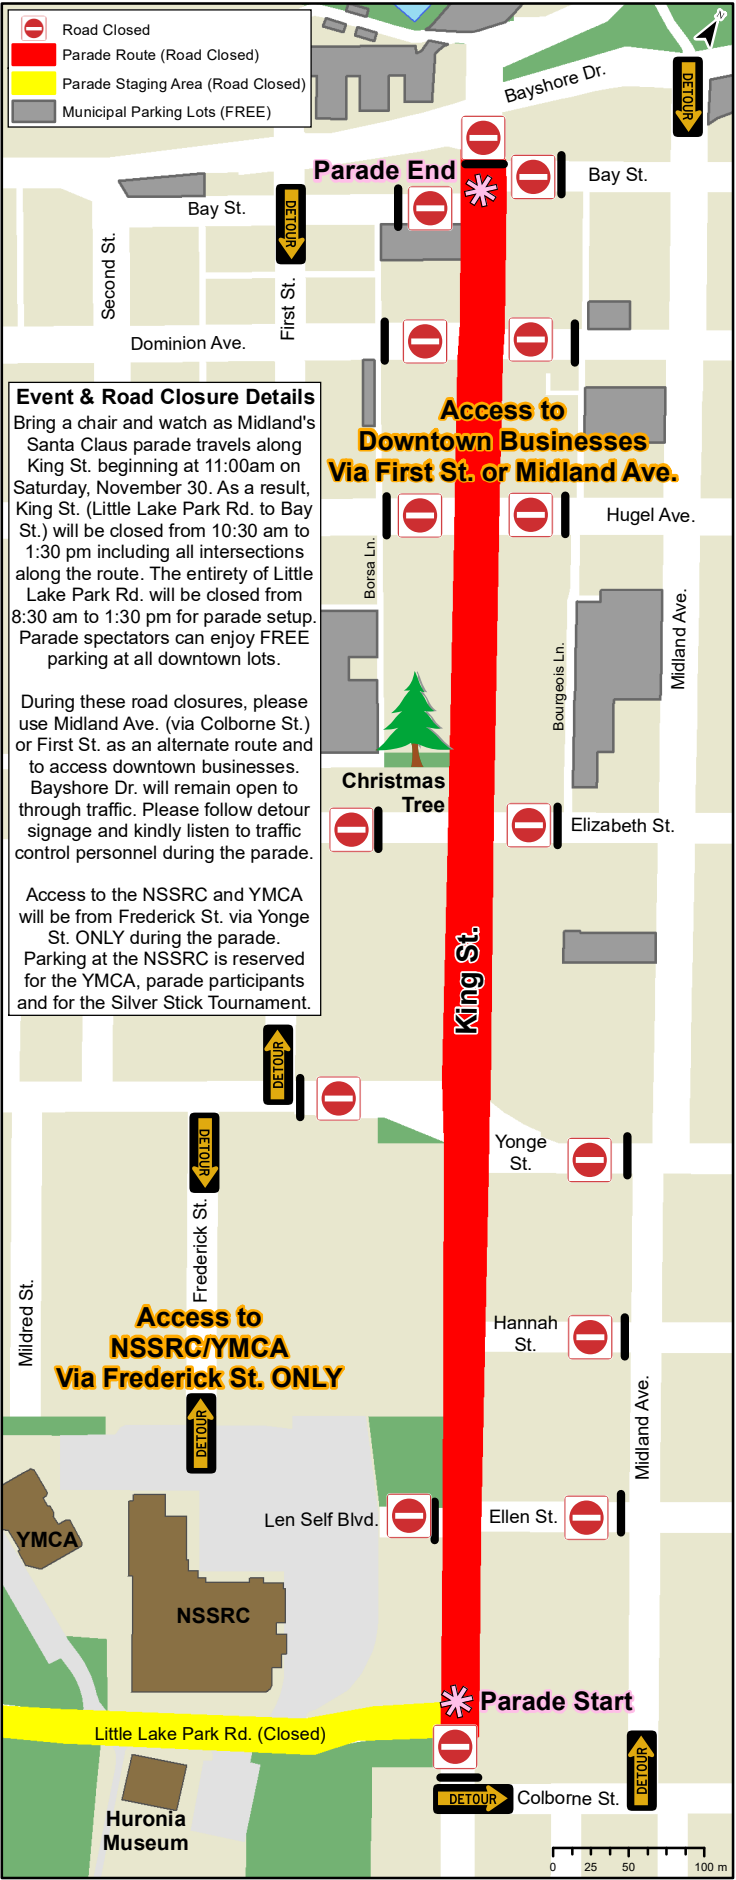 Road Closed
Parade Route (Road Closed)
Parade Staging Area (Road Closed)
Municipal Parking Lots (FREE)
N
Bayshore Dr.
DETOUR
Parade End
Bay St.
Bay St.
DETOUR
Second St.
First St.
Dominion Ave.
Event & Road Closure Details
Bring a chair and watch as Midland's
Santa Claus parade travels along
King St. beginning at 11:00am on
Saturday, November 30. As a result,
King St. (Little Lake Park Rd. to Bay
St.) will be closed from 10:30 am to
1:30 pm including all intersections
along the route. The entirety of Little
Lake Park Rd. will be closed from
8:30 am to 1:30 pm for parade setup.
Parade spectators can enjoy FREE
parking at all downtown lots.
During these road closures, please
use Midland Ave. (via Colborne St.)
or First St. as an alternate route and
to access downtown businesses.
Bayshore Dr. will remain open to
through traffic. Please follow detour
signage and kindly listen to traffic
control personnel during the parade.
Access to the NSSRC and YMCA
will be from Frederick St. via Yonge
St. ONLY during the parade.
Parking at the NSSRC is reserved
for the YMCA, parade participants
and for the Silver Stick Tournament.
Access to
Downtown Businesses
Via First St. or Midland Ave.
Hugel Ave.
Borsa Ln.
Bourgeois Ln.
Midland Ave.
Christmas
Tree
Elizabeth St.
King St.
DETOUR
DETOUR
Yonge
St.
Frederick St.
Mildred St.
Access to
NSSRC/YMCA
Via Frederick St. ONLY
Hannah
St.
DETOUR
Midland Ave.
Len Self Blvd.
Ellen St.
YMCA
NSSRC
Parade Start
Little Lake Park Rd. (Closed)
DETOUR
DETOUR
Colborne St.
Huronia
Museum
0 25 50 100 m